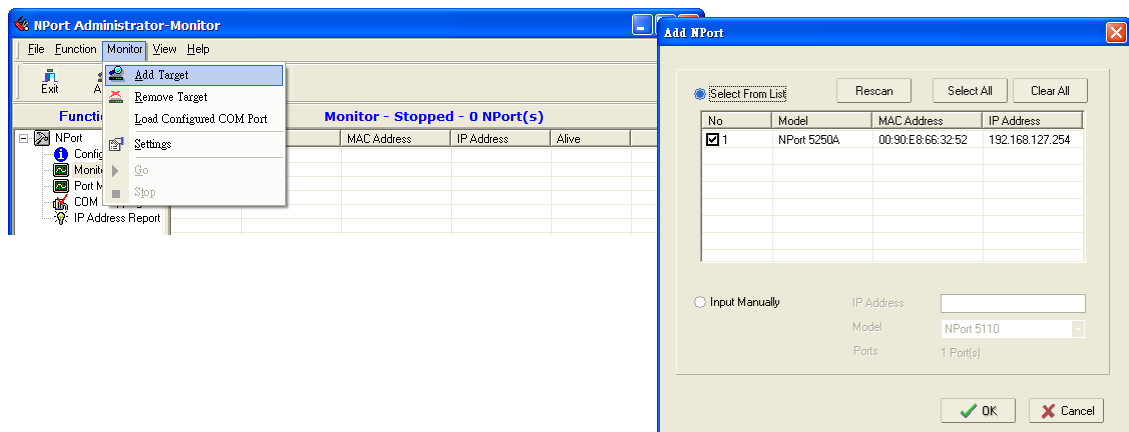 NPort Administrator-Monitor
File Function Monitor View Help
Exit
Add Target
Remove Target
Load Configured COM Port
Settings
Go
Stop
Monitor - Stopped - 0 NPort(s)
MAC Address IP Address Alive
NPort
IP Address Report
Add NPort
Select From List Rescan Select All Clear All
No Model MAC Address IP Address
1 NPort 5250A 00:90:E8:66:32:52 192.168.127.254
Input Manually IP Address
Model NPort 5110
Ports 1 Port(s)
OK Cancel